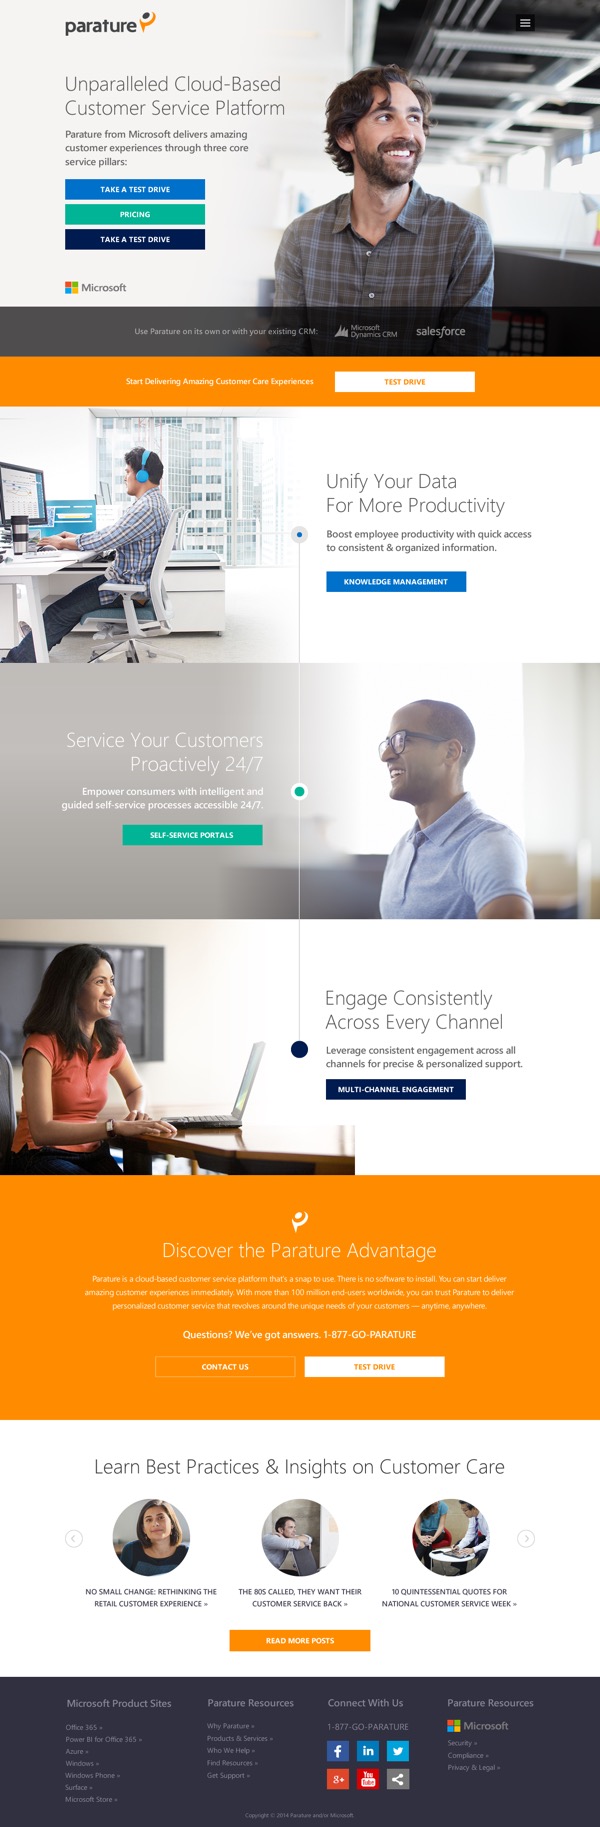 parature
Unparalleled Cloud-Based
Customer Service Platform
Parature from Microsoft delivers amazing
customer experiences through three core
service pillars:
TAKE A TEST DRIVE
PRICING
TAKE A TEST DRIVE
Microsoft
Use Parature on its own or with your existing CRM:
Microsoft
Dynamics CRM
salesforce
Start Delivering Amazing Customer Care Experiences
TEST DRIVE
Unify Your Data
For More Productivity
Boost employee productivity with quick access
to consistent & organized information.
KNOWLEDGE MANAGEMENT
Service Your Customers
Proactively 24/7
Empower consumers with intelligent and
guided self-service processes accessible 24/7.
SELF-SERVICE PORTALS
Engage Consistently
Across Every Channel
Leverage consistent engagement across all
channels for precise & personalized support.
MULTI-CHANNEL ENGAGEMENT
Discover the Parature Advantage
Parature is a cloud-based customer service platform that's a snap to use. There is no software to install. You can start deliver
amazing customer experiences immediately. With more than 100 million end-users worldwide, you can trust Parature to deliver
personalized customer service that revolves around the unique needs of your customers — anytime, anywhere.
Questions? We've got answers. 1-877-GO-PARATURE
CONTACT US
TEST DRIVE
Learn Best Practices & Insights on Customer Care
NO SMALL CHANGE: RETHINKING THE
RETAIL CUSTOMER EXPERIENCE »
THE 80S CALLED, THEY WANT THEIR
CUSTOMER SERVICE BACK »
10 QUINTESSENTIAL QUOTES FOR
NATIONAL CUSTOMER SERVICE WEEK »
READ MORE POSTS
Microsoft Product Sites
Office 365 »
Power BI for Office 365 »
Azure »
Windows »
Windows Phone »
Surface »
Microsoft Store »
Parature Resources
Why Parature »
Products & Services »
Who We Help »
Find Resources »
Get Support »
Connect With Us
1-877-GO-PARATURE
f
in
g+
You
Tube
Parature Resources
Microsoft
Security »
Compliance »
Privacy & Legal »
Copyright © 2014 Parature and/or Microsoft.